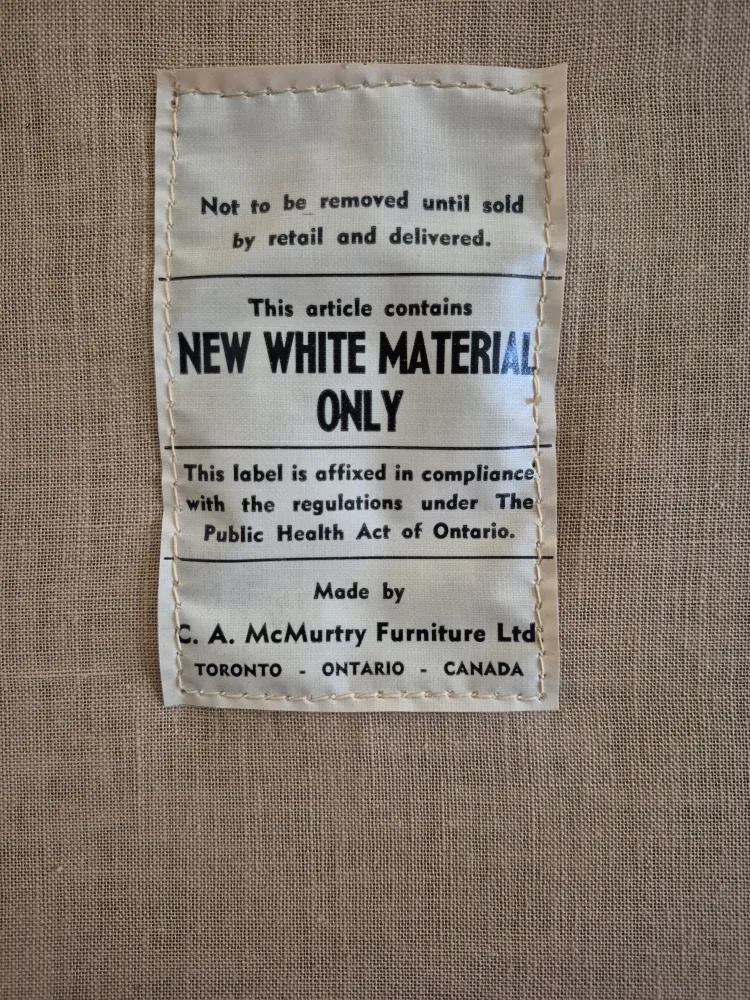 Not to be removed until sold
by retail and delivered.
This article contains
NEW WHITE MATERIAL
ONLY
This label is affixed in compliance
with the regulations under The
Public Health Act of Ontario.
Made by
C. A. McMurtry Furniture Ltd.
TORONTO - ONTARIO - CANADA